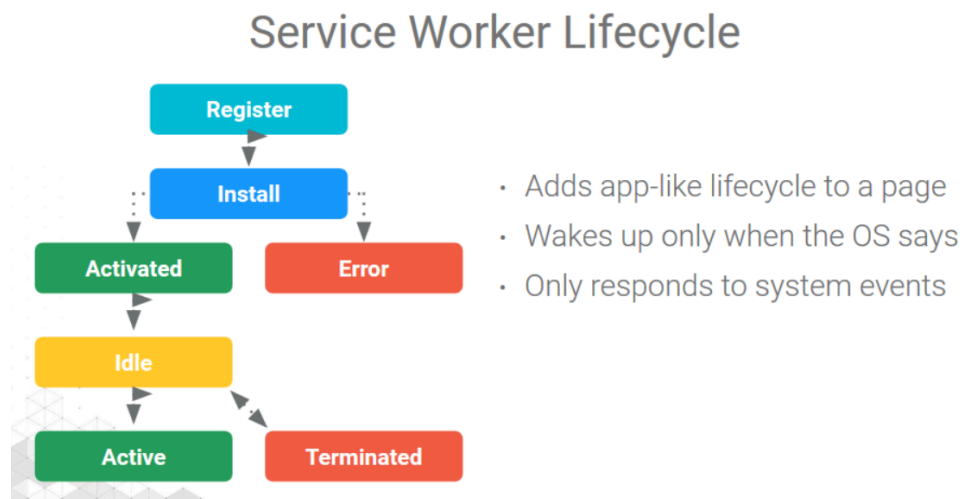 Service Worker Lifecycle
Register
Install
Activated
Error
Idle
Active
Terminated
· Adds app-like lifecycle to a page
· Wakes up only when the OS says
· Only responds to system events